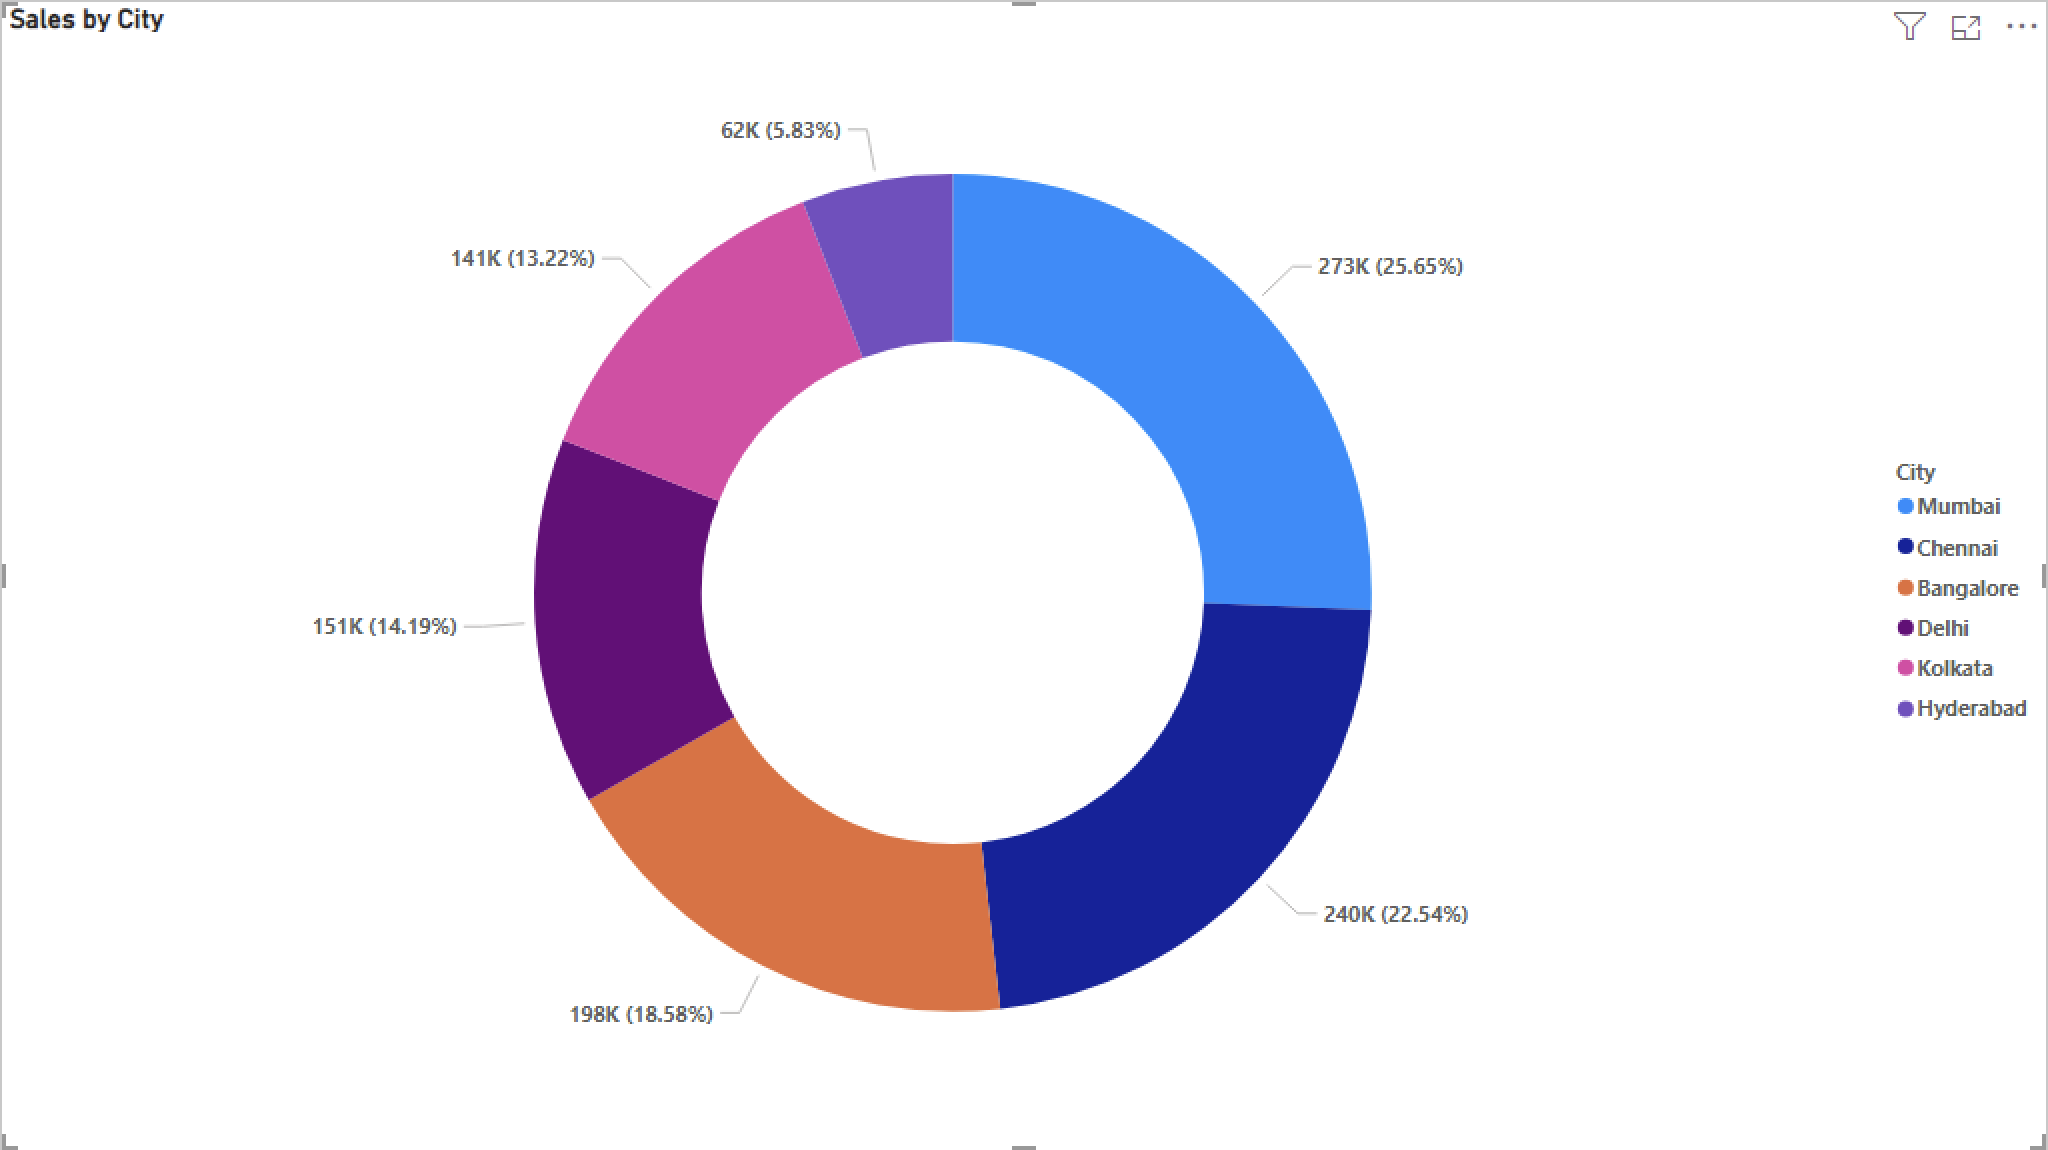 Sales by City
62K (5.83%)
141K (13.22%)
273K (25.65%)
151K (14.19%)
240K (22.54%)
198K (18.58%)
City
Mumbai
Chennai
Bangalore
Delhi
Kolkata
Hyderabad